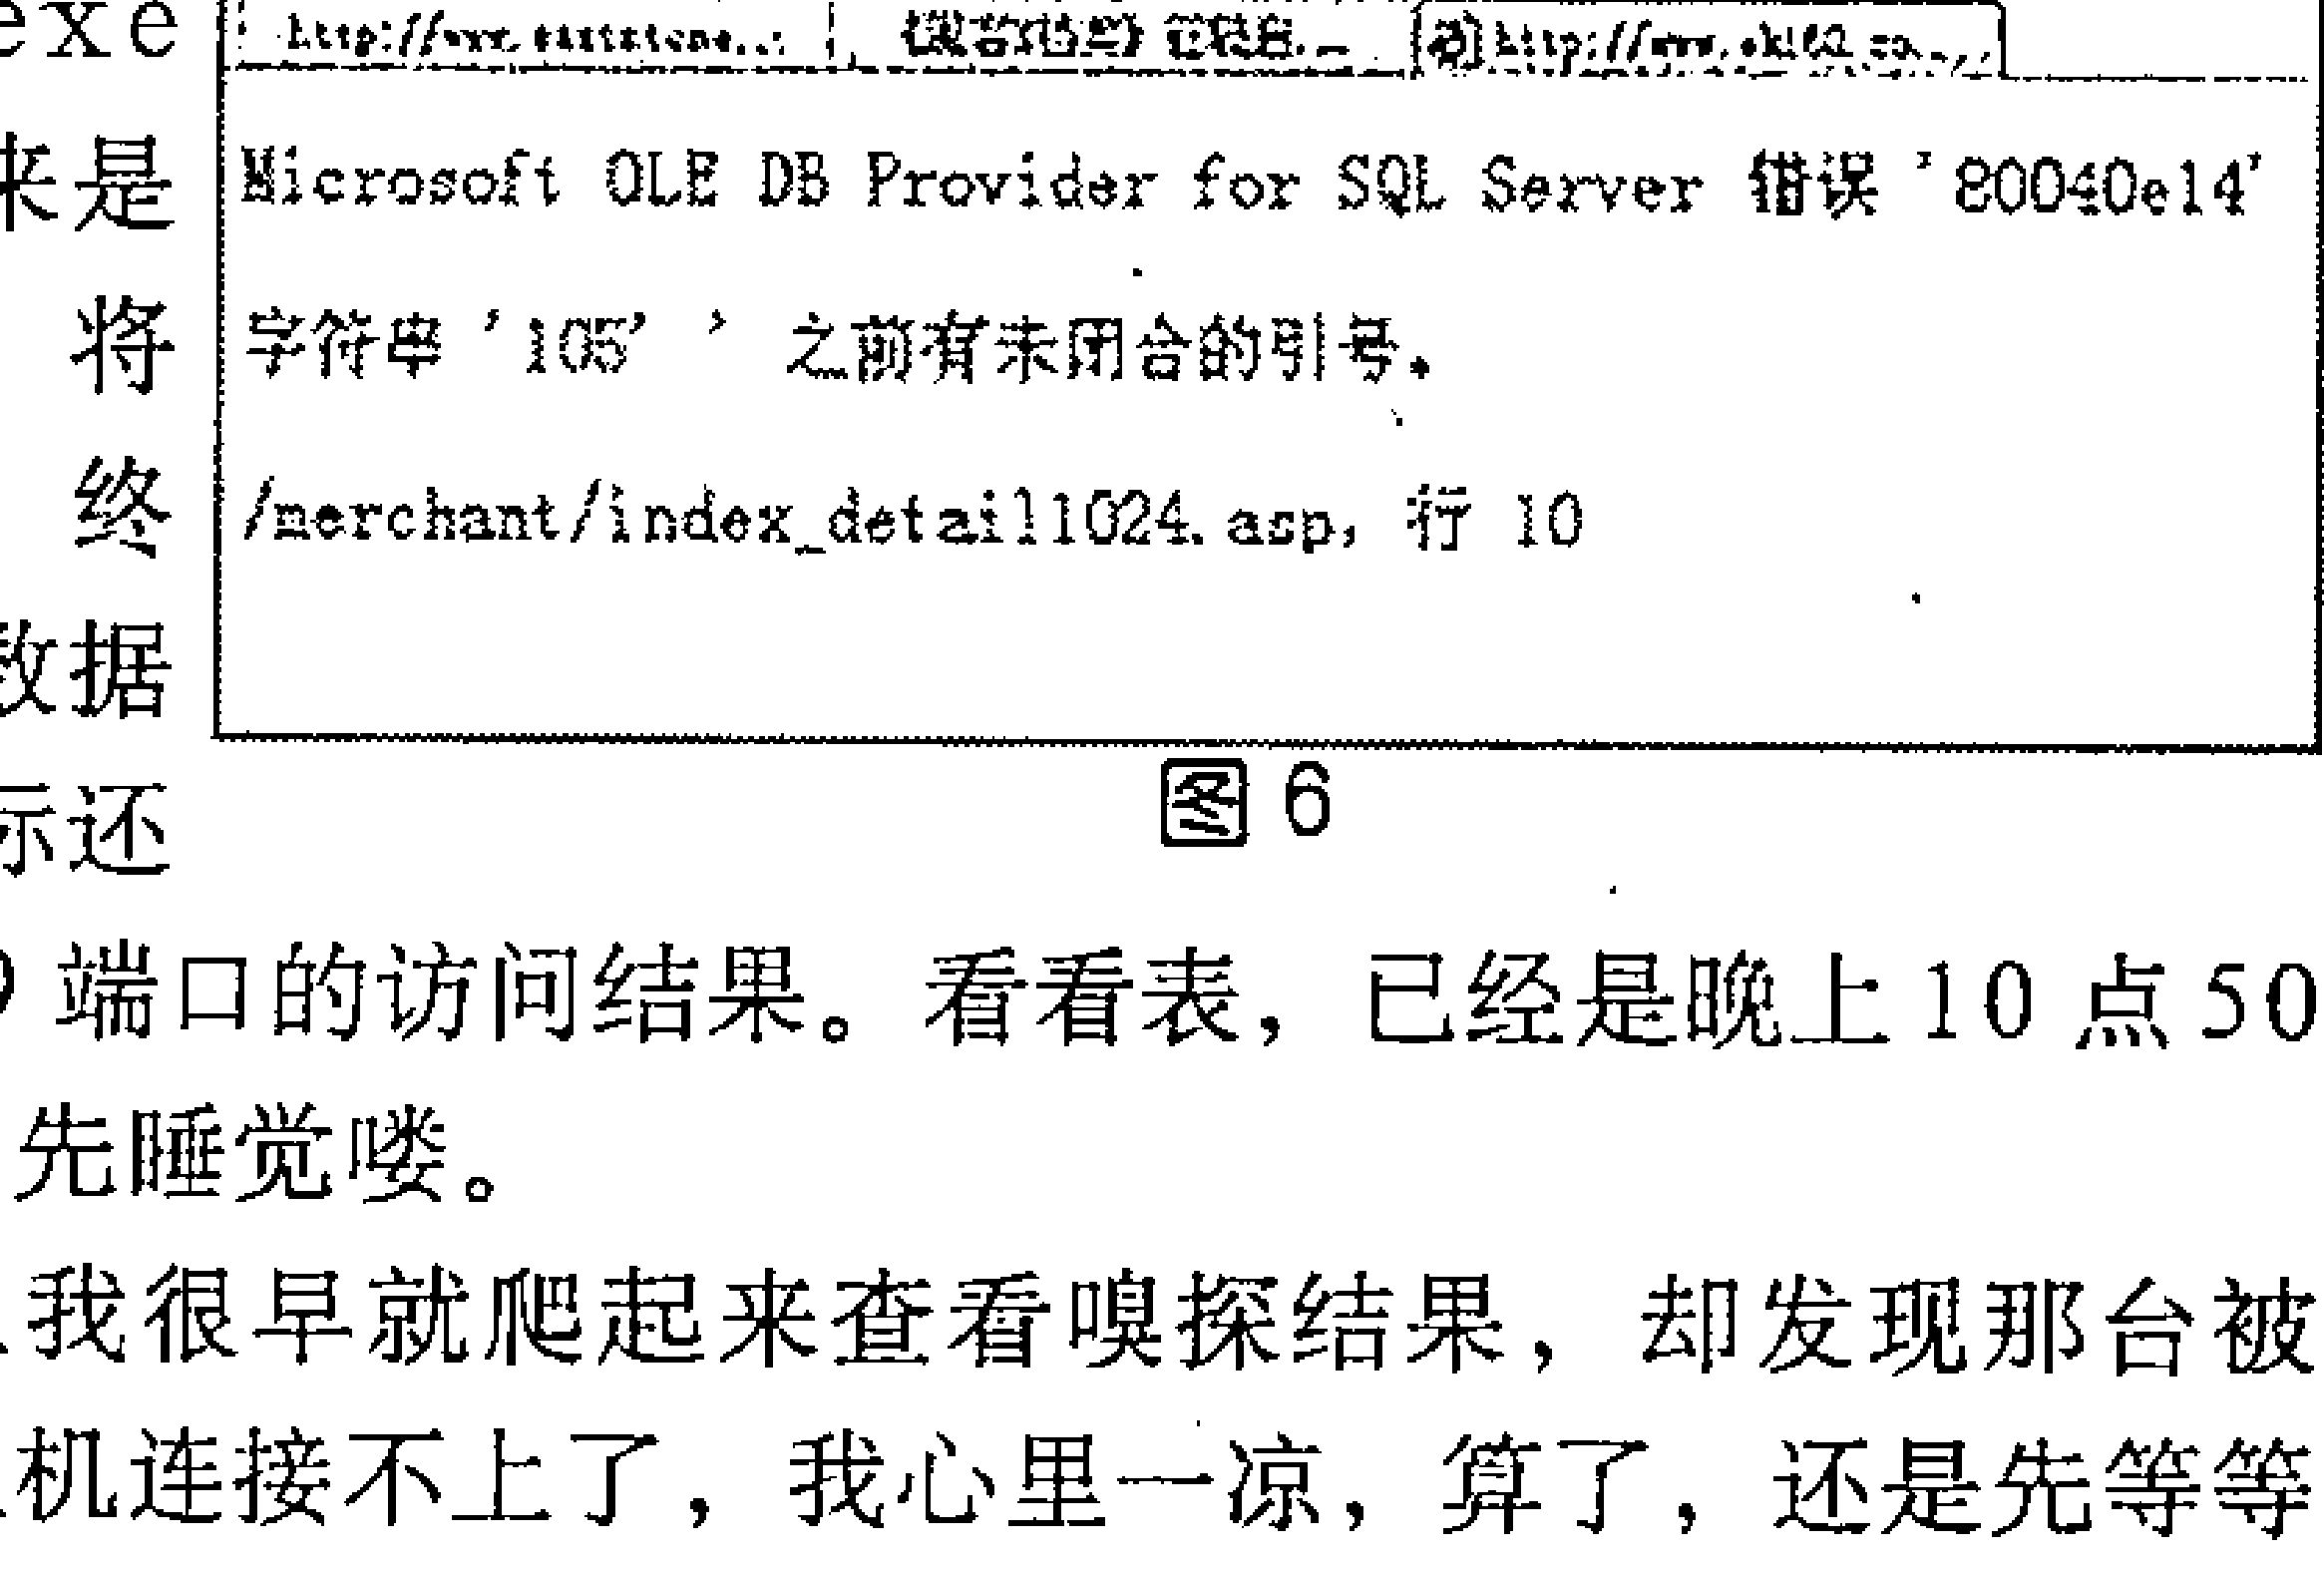 exe
来是
将
终
数据
示还
Microsoft OLE DB Provider for SQL Server 错误 '80040e14'
字符串 '105' ' 之前有未闭合的引号。
/merchant/index_detail1024.asp, 行 10
图 6
端口的访问结果。看看表，已经是晚上10点50
先睡觉喽。
我很早就爬起来查看嗅探结果，却发现那台被
机连接不上了，我心里一凉，算了，还是先等等